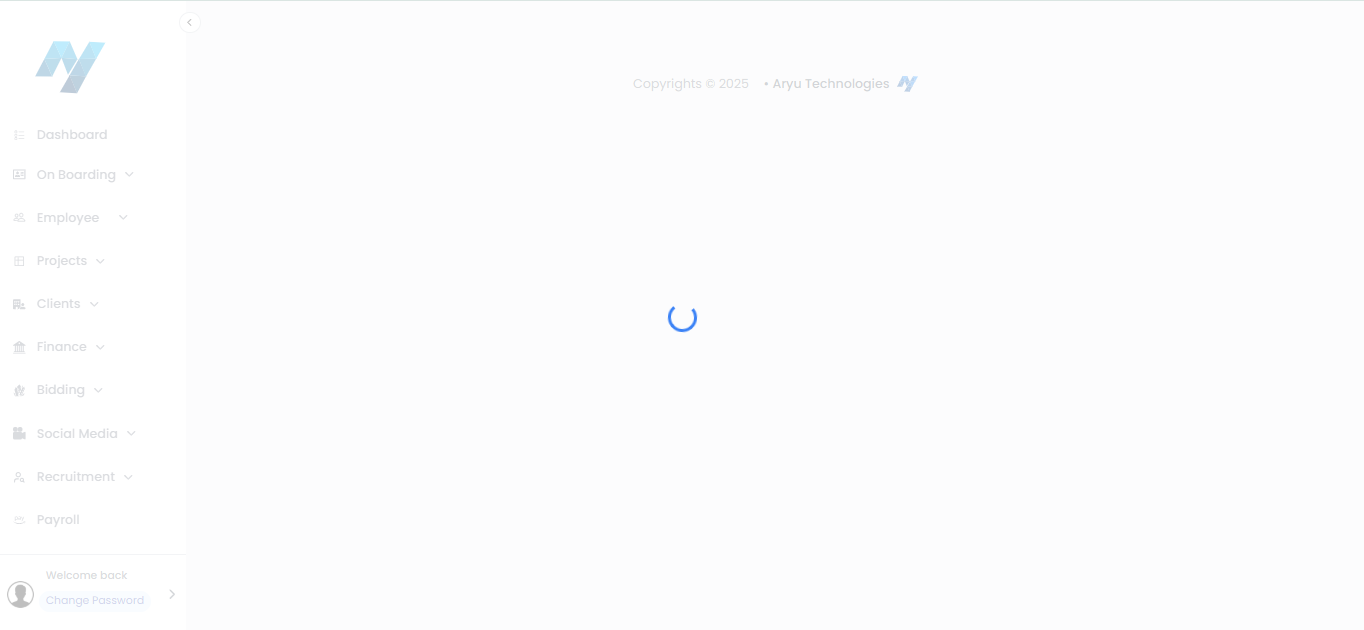 Copyrights © 2025 • Aryu Technologies
Dashboard
On Boarding
Employee
Projects
Clients
Finance
Bidding
Social Media
Recruitment
Payroll
Welcome back
Change Password